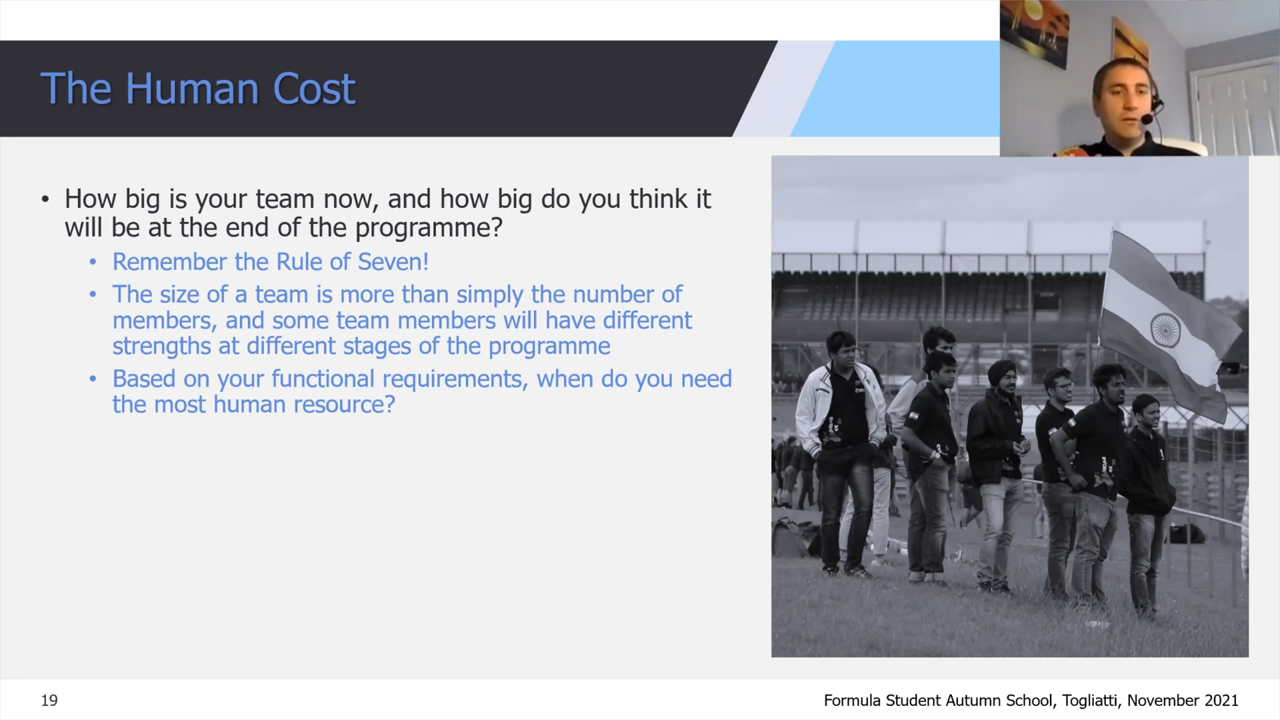 The Human Cost
• How big is your team now, and how big do you think it
will be at the end of the programme?
• Remember the Rule of Seven!
• The size of a team is more than simply the number of
members, and some team members will have different
strengths at different stages of the programme
• Based on your functional requirements, when do you need
the most human resource?
19
Formula Student Autumn School, Togliatti, November 2021